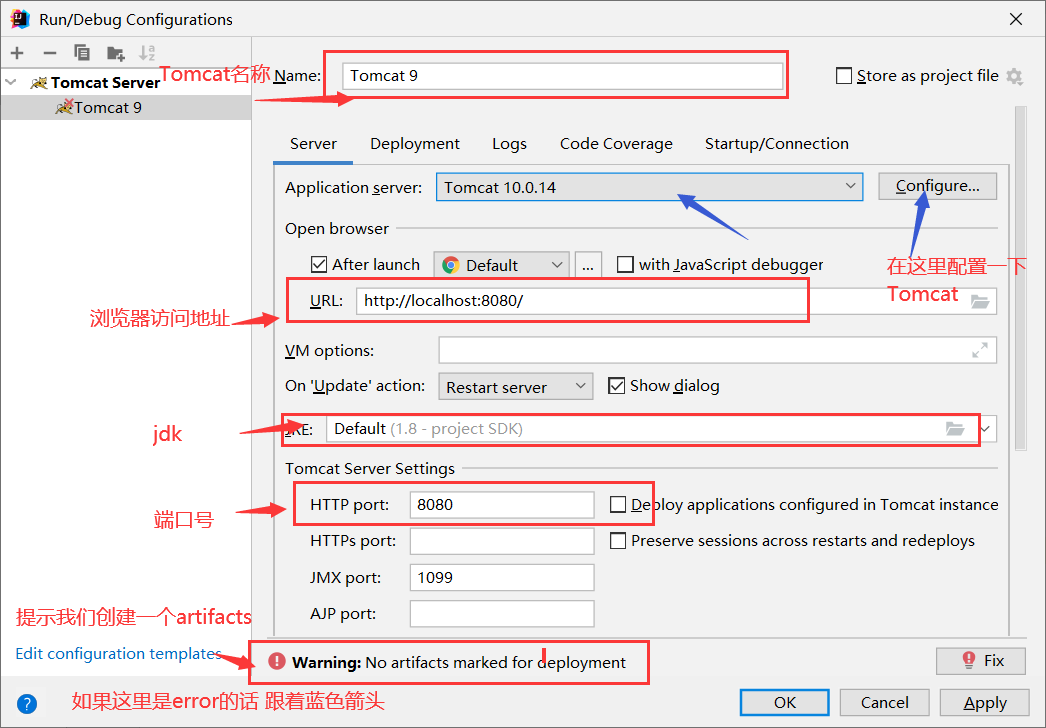 Run/Debug Configurations
Tomcat Server
Tomcat 9
Tomcat名称
Name:
Tomcat 9
Store as project file
Server
Deployment
Logs
Code Coverage
Startup/Connection
Application server:
Tomcat 10.0.14
Configure...
Open browser
After launch
Default
...
with JavaScript debugger
在这里配置一下
Tomcat
URL:
http://localhost:8080/
浏览器访问地址
VM options:
On 'Update' action:
Restart server
Show dialog
jdk
JRE:
Default (1.8 - project SDK)
Tomcat Server Settings
端口号
HTTP port:
8080
Deploy applications configured in Tomcat instance
HTTPs port:
Preserve sessions across restarts and redeploys
JMX port:
1099
AJP port:
提示我们创建一个artifacts
Edit configuration templates...
Warning: No artifacts marked for deployment
Fix
?
如果这里是error的话 跟着蓝色箭头
OK
Cancel
Apply